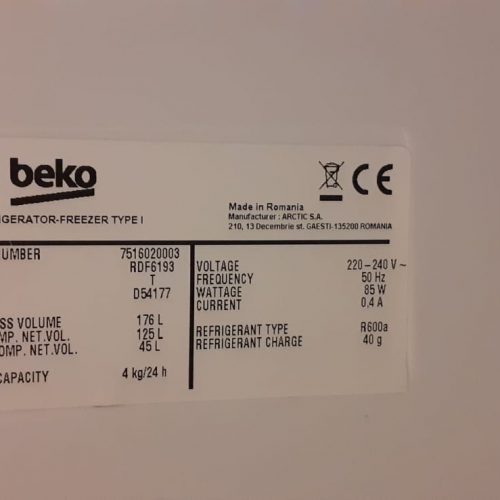 beko
IGERATOR-FREEZER TYPE I
Made in Romania
Manufacturer : ARCTIC S.A.
210, 13 Decembrie st. GAESTI-135200 ROMANIA
UMBER 7516020003
RDF6193
T
D54177
SS VOLUME 176 L
OMP. NET.VOL. 125 L
OMP. NET.VOL. 45 L
CAPACITY 4 kg/24 h
VOLTAGE 220-240 V ~
FREQUENCY 50 Hz
WATTAGE 85 W
CURRENT 0,4 A
REFRIGERANT TYPE R600a
REFRIGERANT CHARGE 40 g
CE